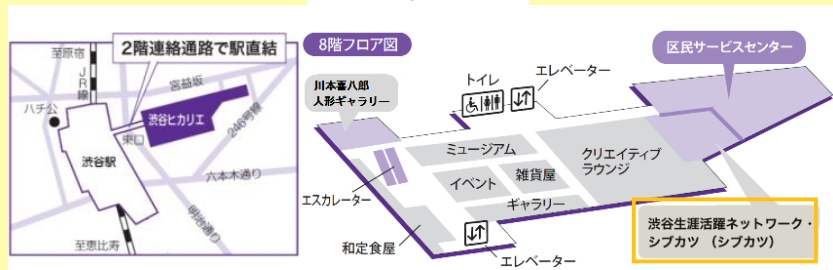 2階連絡通路で駅直結
至原宿
JR線
宮益坂
ハチ公
渋谷ヒカリエ
246号線
東口
渋谷駅
六本木通り
明治通り
至恵比寿
8階フロア図
区民サービスセンター
川本喜八郎
人形ギャラリー
トイレ
エレベーター
ミュージアム
クリエイティブ
ラウンジ
イベント
雑貨屋
エスカレーター
ギャラリー
和定食屋
エレベーター
渋谷生涯活躍ネットワーク・
シブカツ （シブカツ）